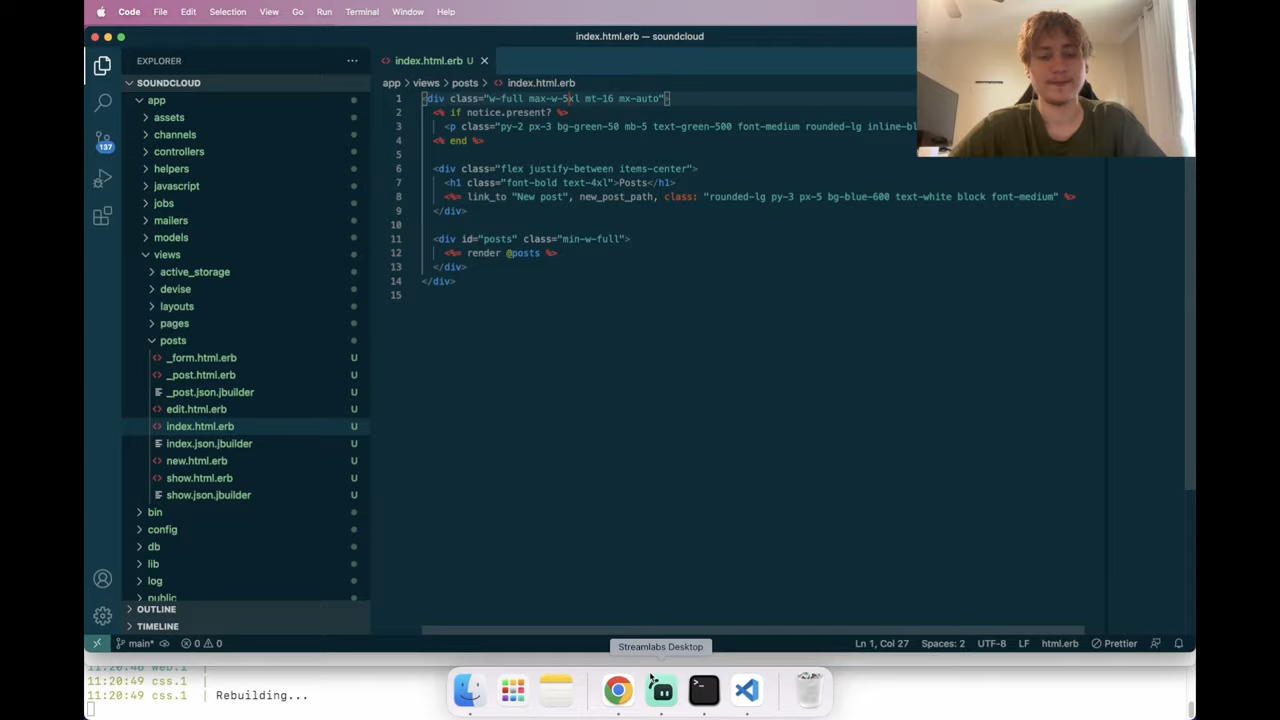 Code File Edit Selection View Go Run Terminal Window Help
index.html.erb — soundcloud
EXPLORER
index.html.erb U
SOUNDCLOUD
app > views > posts > index.html.erb
app
assets
channels
controllers
helpers
javascript
jobs
mailers
models
views
active_storage
devise
layouts
pages
posts
_form.html.erb U
_post.html.erb U
_post.json.jbuilder U
edit.html.erb U
index.html.erb U
index.json.jbuilder U
new.html.erb U
show.html.erb U
show.json.jbuilder U
bin
config
db
lib
log
public
OUTLINE
TIMELINE
137
1 <div class="w-full max-w-5xl mt-16 mx-auto">
2 <% if notice.present? %>
3 <p class="py-2 px-3 bg-green-50 mb-5 text-green-500 font-medium rounded-lg inline-bl
4 <% end %>
5
6 <div class="flex justify-between items-center">
7 <h1 class="font-bold text-4xl">Posts</h1>
8 <%= link_to "New post", new_post_path, class: "rounded-lg py-3 px-5 bg-blue-600 text-white block font-medium" %>
9 </div>
10
11 <div id="posts" class="min-w-full">
12 <%= render @posts %>
13 </div>
14 </div>
15
main* 0 0 Ln 1, Col 27 Spaces: 2 UTF-8 LF html.erb Prettier
Streamlabs Desktop
11:20:48 web.1 |
11:20:49 css.1 |
11:20:49 css.1 | Rebuilding...